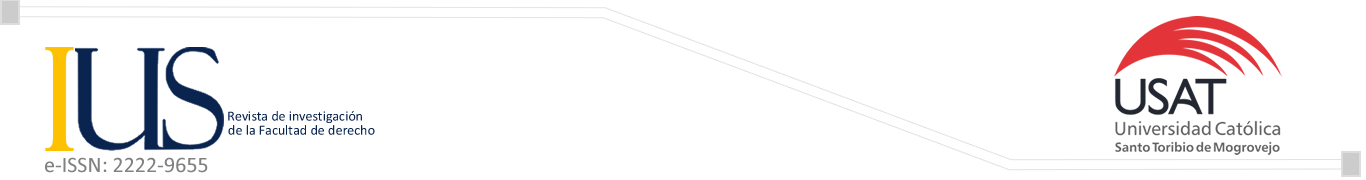 IUS
Revista de investigación
de la Facultad de derecho
e-ISSN: 2222-9655
USAT
Universidad Católica
Santo Toribio de Mogrovejo